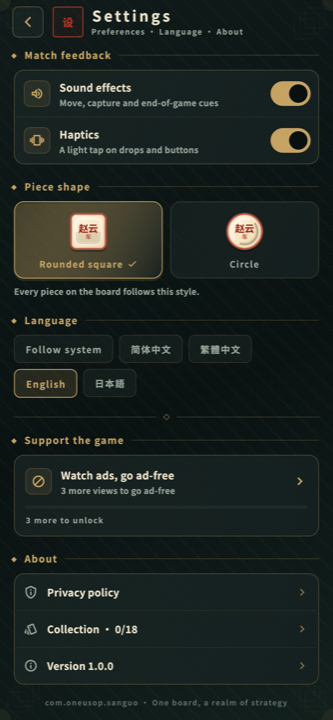 设
Settings
Preferences • Language • About
Match feedback
Sound effects
Move, capture and end-of-game cues
Haptics
A light tap on drops and buttons
Piece shape
赵云
车
Rounded square
赵云
车
Circle
Every piece on the board follows this style.
Language
Follow system
简体中文
繁體中文
English
日本語
Support the game
Watch ads, go ad-free
3 more views to go ad-free
3 more to unlock
About
Privacy policy
Collection • 0/18
Version 1.0.0
com.oneusop.sanguo • One board, a realm of strategy